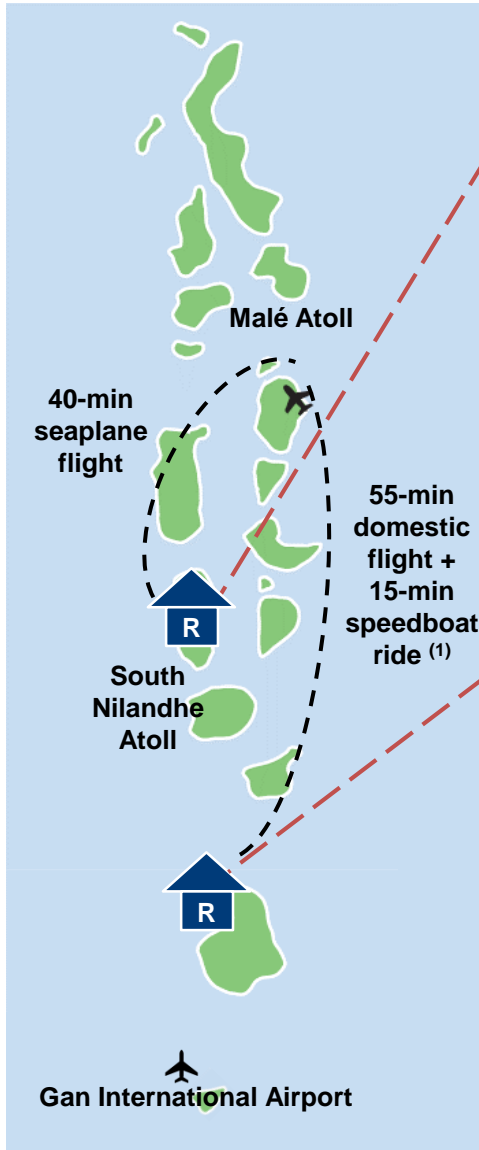 Malé Atoll
40-min
seaplane
flight
55-min
domestic
flight +
15-min
speedboat
ride (1)
R
South
Nilandhe
Atoll
R
Gan International Airport